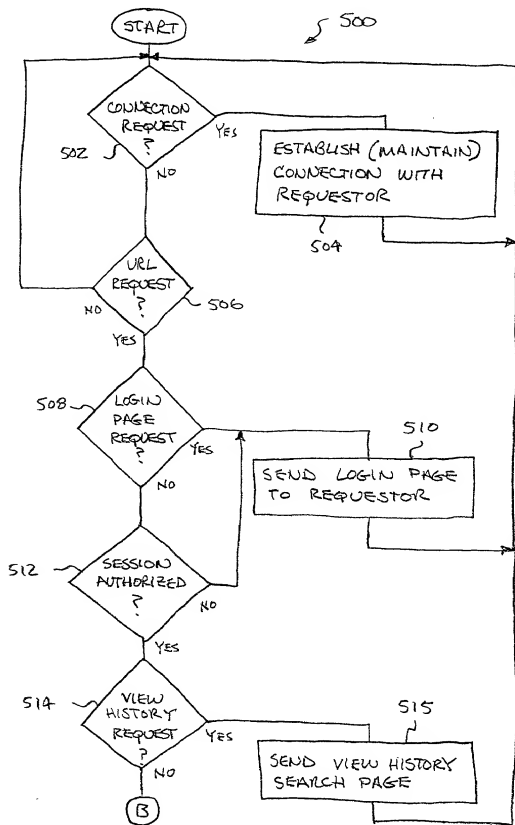 START
500
CONNECTION
REQUEST
?
502
YES
NO
ESTABLISH (MAINTAIN)
CONNECTION WITH
REQUESTOR
504
URL
REQUEST
?
506
NO
YES
508
LOGIN
PAGE
REQUEST
?
YES
NO
510
SEND LOGIN PAGE
TO REQUESTOR
512
SESSION
AUTHORIZED
?
NO
YES
514
VIEW
HISTORY
REQUEST
?
YES
NO
515
SEND VIEW HISTORY
SEARCH PAGE
B